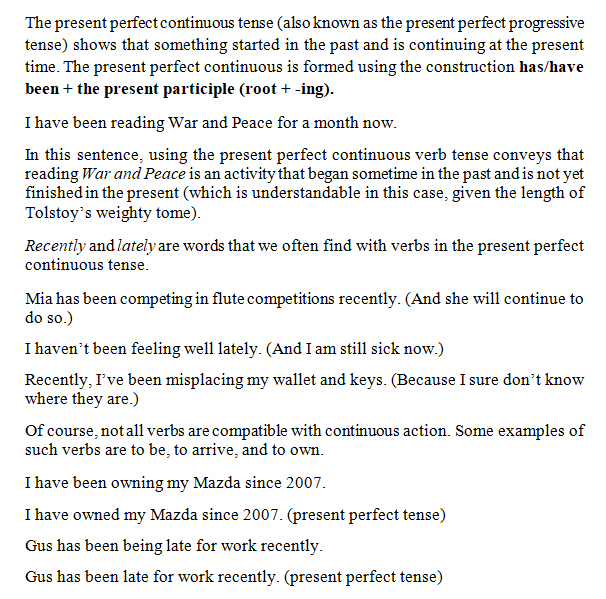 The present perfect continuous tense (also known as the present perfect progressive
tense) shows that something started in the past and is continuing at the present
time. The present perfect continuous is formed using the construction has/have
been + the present participle (root + -ing).
I have been reading War and Peace for a month now.
In this sentence, using the present perfect continuous verb tense conveys that
reading War and Peace is an activity that began sometime in the past and is not yet
finished in the present (which is understandable in this case, given the length of
Tolstoy’s weighty tome).
Recently and lately are words that we often find with verbs in the present perfect
continuous tense.
Mia has been competing in flute competitions recently. (And she will continue to
do so.)
I haven’t been feeling well lately. (And I am still sick now.)
Recently, I’ve been misplacing my wallet and keys. (Because I sure don’t know
where they are.)
Of course, not all verbs are compatible with continuous action. Some examples of
such verbs are to be, to arrive, and to own.
I have been owning my Mazda since 2007.
I have owned my Mazda since 2007. (present perfect tense)
Gus has been being late for work recently.
Gus has been late for work recently. (present perfect tense)